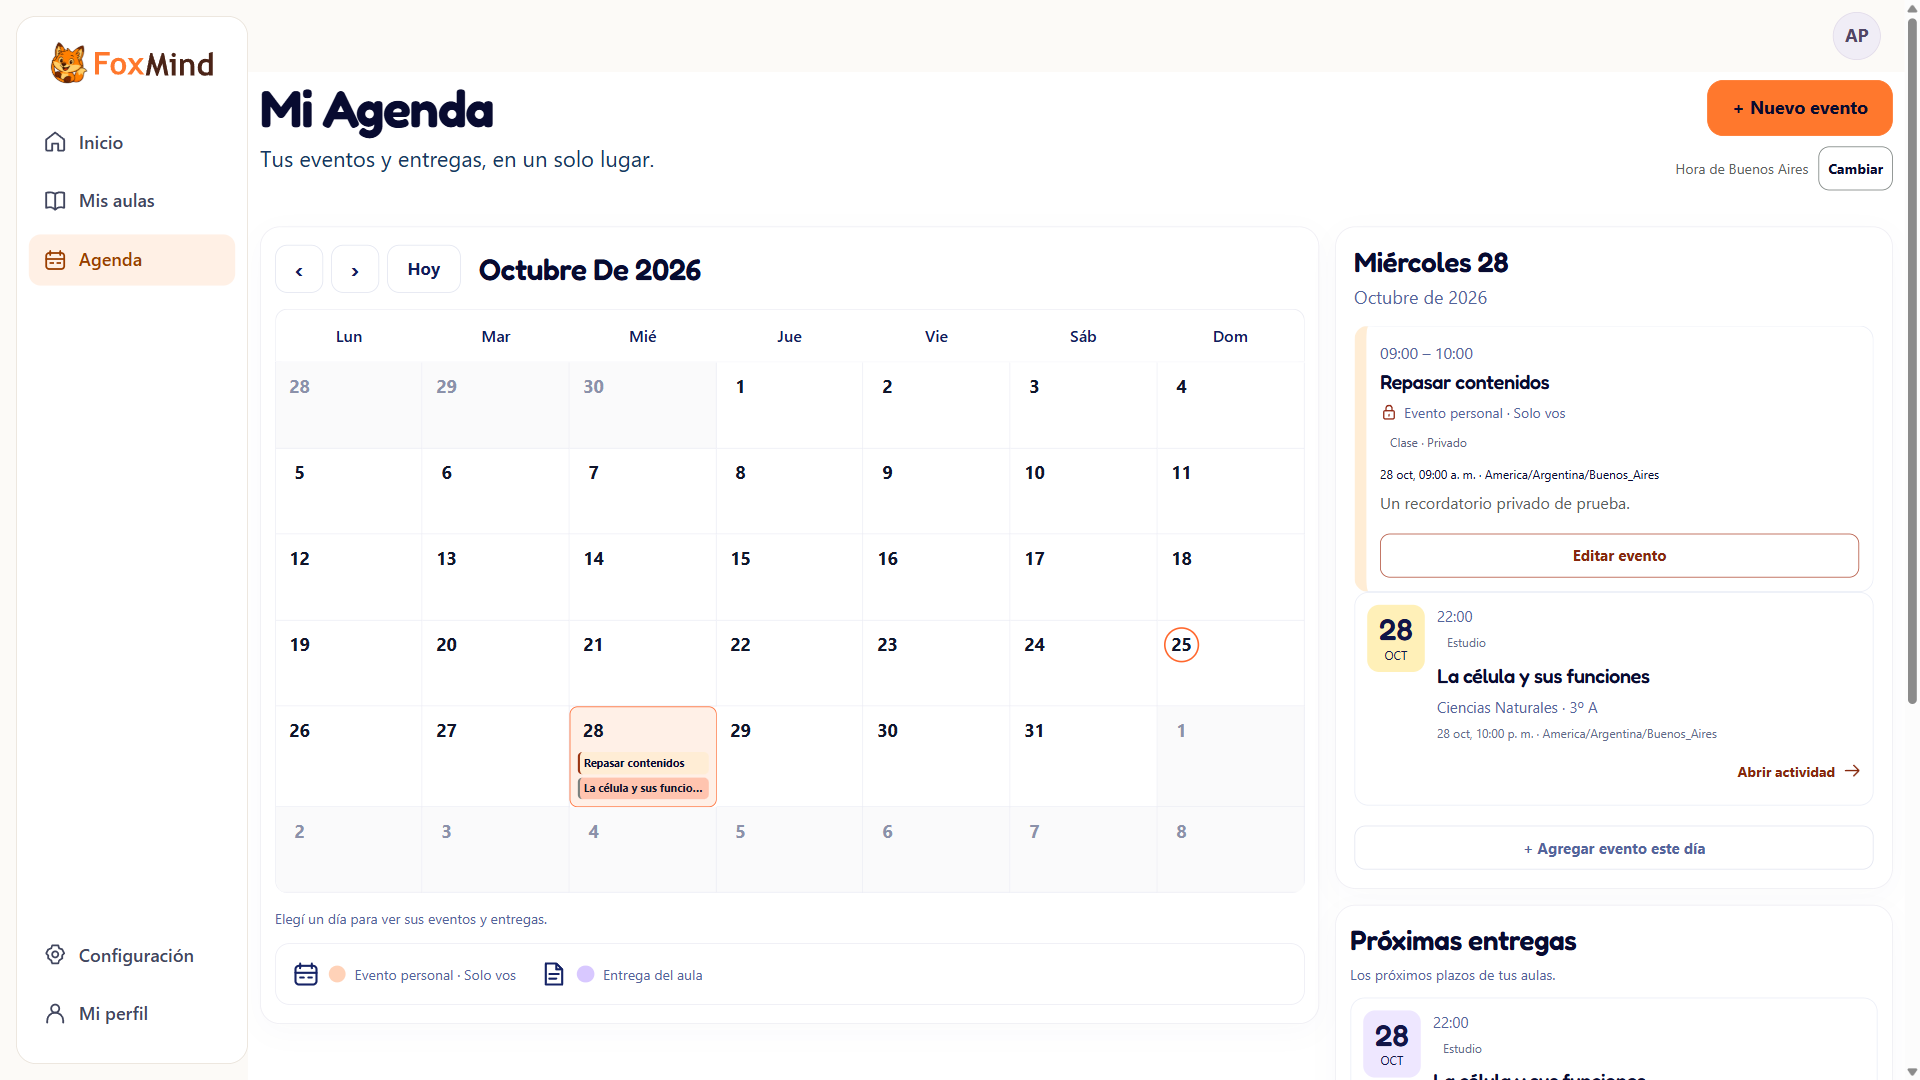 FoxMind
Inicio
Mis aulas
Agenda
Configuración
Mi perfil
AP
Mi Agenda
Tus eventos y entregas, en un solo lugar.
+ Nuevo evento
Hora de Buenos Aires
Cambiar
‹
›
Hoy
Octubre De 2026
Lun Mar Mié Jue Vie Sáb Dom
28 29 30 1 2 3 4
5 6 7 8 9 10 11
12 13 14 15 16 17 18
19 20 21 22 23 24 25
26 27 28 29 30 31 1
Repasar contenidos
La célula y sus funcio...
2 3 4 5 6 7 8
Elegí un día para ver sus eventos y entregas.
Evento personal · Solo vos
Entrega del aula
Miércoles 28
Octubre de 2026
09:00 – 10:00
Repasar contenidos
Evento personal · Solo vos
Clase · Privado
28 oct, 09:00 a. m. · America/Argentina/Buenos_Aires
Un recordatorio privado de prueba.
Editar evento
28
OCT
22:00
Estudio
La célula y sus funciones
Ciencias Naturales · 3º A
28 oct, 10:00 p. m. · America/Argentina/Buenos_Aires
Abrir actividad →
+ Agregar evento este día
Próximas entregas
Los próximos plazos de tus aulas.
28
OCT
22:00
Estudio
La célula y sus funciones